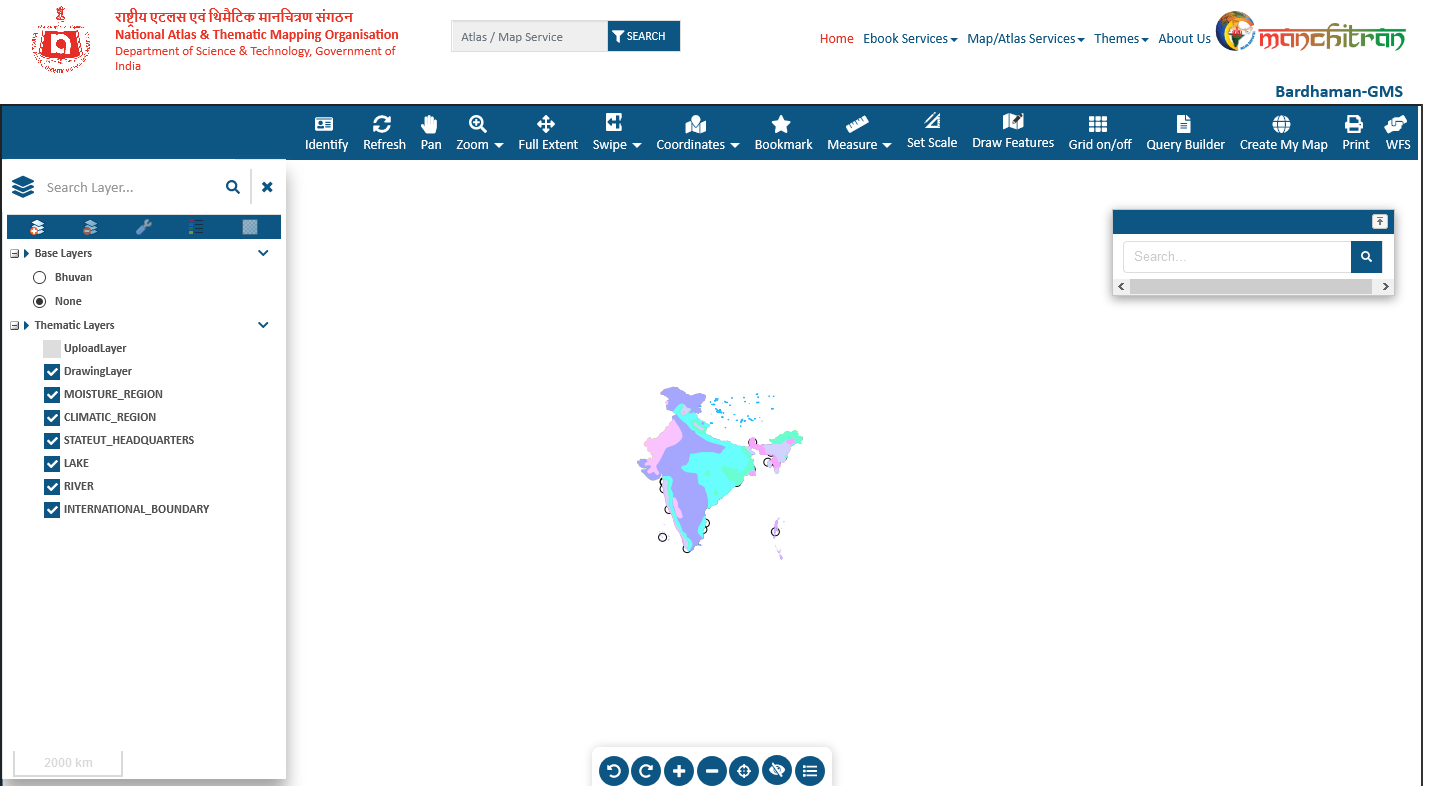 राष्ट्रीय एटलस एवं थिमैटिक मानचित्रण संगठन
National Atlas & Thematic Mapping Organisation
Department of Science & Technology, Government of
India
Atlas / Map Service
SEARCH
Home
Ebook Services
Map/Atlas Services
Themes
About Us
manchitran
Bardhaman-GMS
Identify
Refresh
Pan
Zoom
Full Extent
Swipe
Coordinates
Bookmark
Measure
Set Scale
Draw Features
Grid on/off
Query Builder
Create My Map
Print
WFS
Search Layer...
Base Layers
Bhuvan
None
Thematic Layers
UploadLayer
DrawingLayer
MOISTURE_REGION
CLIMATIC_REGION
STATEUT_HEADQUARTERS
LAKE
RIVER
INTERNATIONAL_BOUNDARY
Search...
2000 km